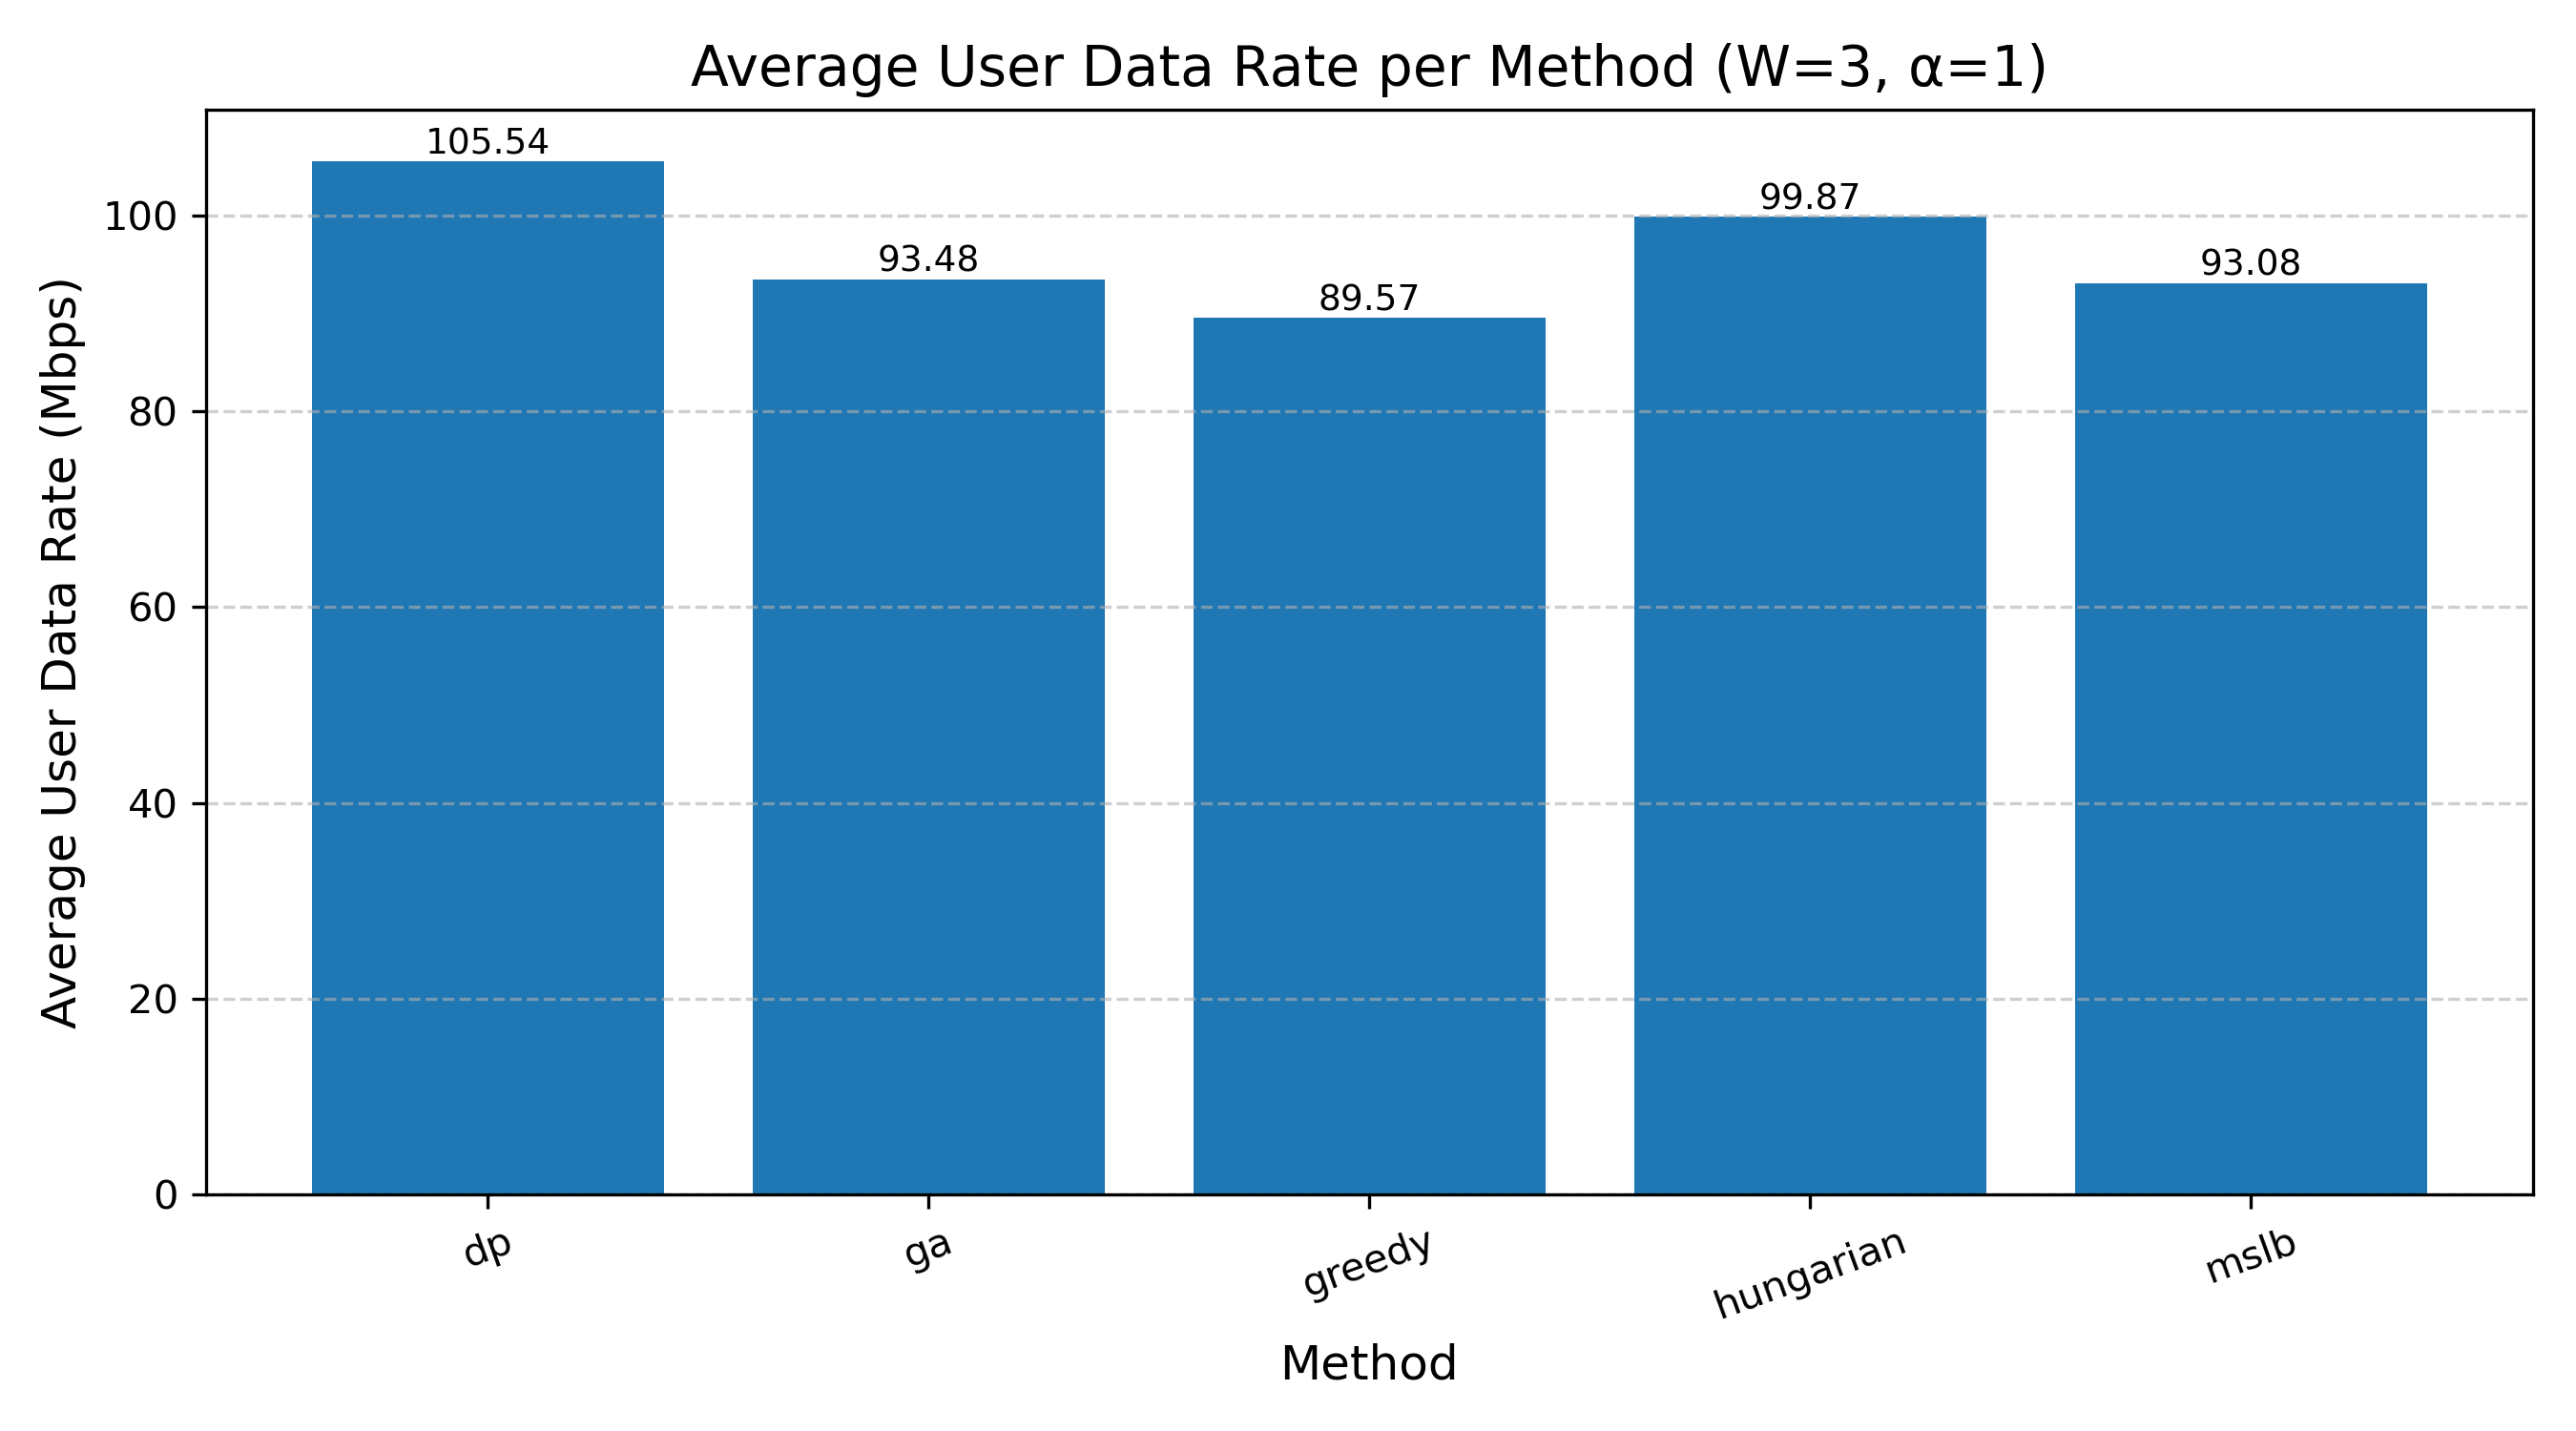 Average User Data Rate per Method (W=3, α=1)
Average User Data Rate (Mbps)
100
80
60
40
20
0
105.54
93.48
89.57
99.87
93.08
dp
ga
greedy
hungarian
mslb
Method